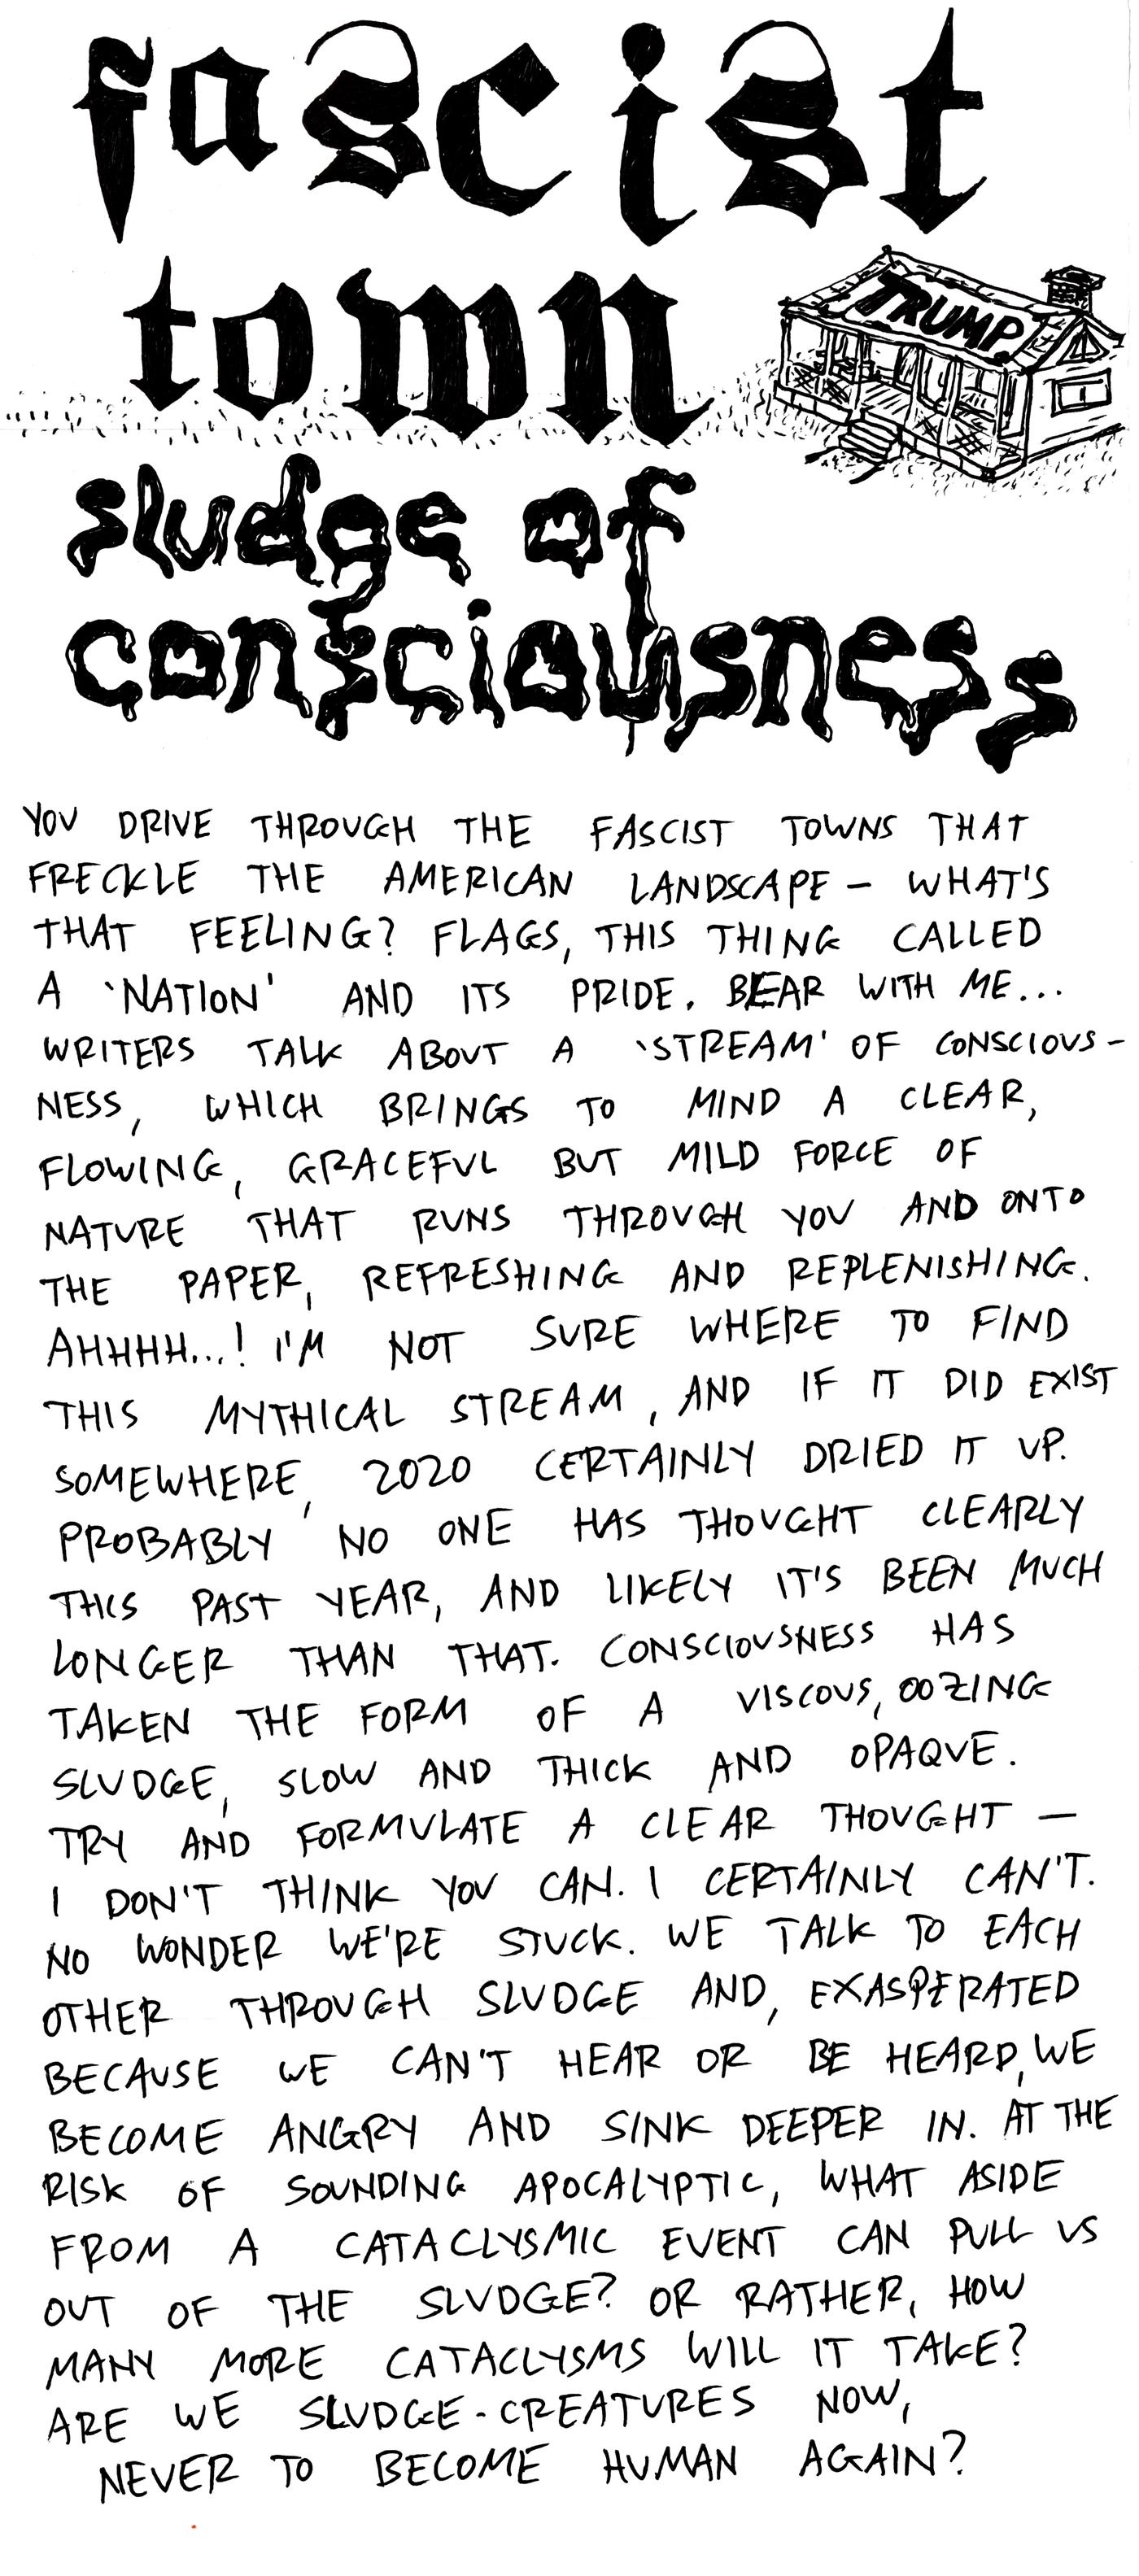 fascist
town
TRUMP
sludge of
consciousness
YOU DRIVE THROUGH THE FASCIST TOWNS THAT
FRECKLE THE AMERICAN LANDSCAPE — WHAT'S
THAT FEELING? FLAGS, THIS THING CALLED
A 'NATION' AND ITS PRIDE. BEAR WITH ME...
WRITERS TALK ABOUT A 'STREAM' OF CONSCIOUS-
NESS, WHICH BRINGS TO MIND A CLEAR,
FLOWING, GRACEFUL BUT MILD FORCE OF
NATURE THAT RUNS THROUGH YOU AND ONTO
THE PAPER, REFRESHING AND REPLENISHING.
AHHHH...! I'M NOT SURE WHERE TO FIND
THIS MYTHICAL STREAM, AND IF IT DID EXIST
SOMEWHERE, 2020 CERTAINLY DRIED IT UP.
PROBABLY NO ONE HAS THOUGHT CLEARLY
THIS PAST YEAR, AND LIKELY IT'S BEEN MUCH
LONGER THAN THAT. CONSCIOUSNESS HAS
TAKEN THE FORM OF A VISCOUS, OOZING
SLUDGE, SLOW AND THICK AND OPAQUE.
TRY AND FORMULATE A CLEAR THOUGHT —
I DON'T THINK YOU CAN. I CERTAINLY CAN'T.
NO WONDER WE'RE STUCK. WE TALK TO EACH
OTHER THROUGH SLUDGE AND, EXASPERATED
BECAUSE WE CAN'T HEAR OR BE HEARD, WE
BECOME ANGRY AND SINK DEEPER IN. AT THE
RISK OF SOUNDING APOCALYPTIC, WHAT ASIDE
FROM A CATACLYSMIC EVENT CAN PULL US
OUT OF THE SLUDGE? OR RATHER, HOW
MANY MORE CATACLYSMS WILL IT TAKE?
ARE WE SLUDGE-CREATURES NOW,
NEVER TO BECOME HUMAN AGAIN?